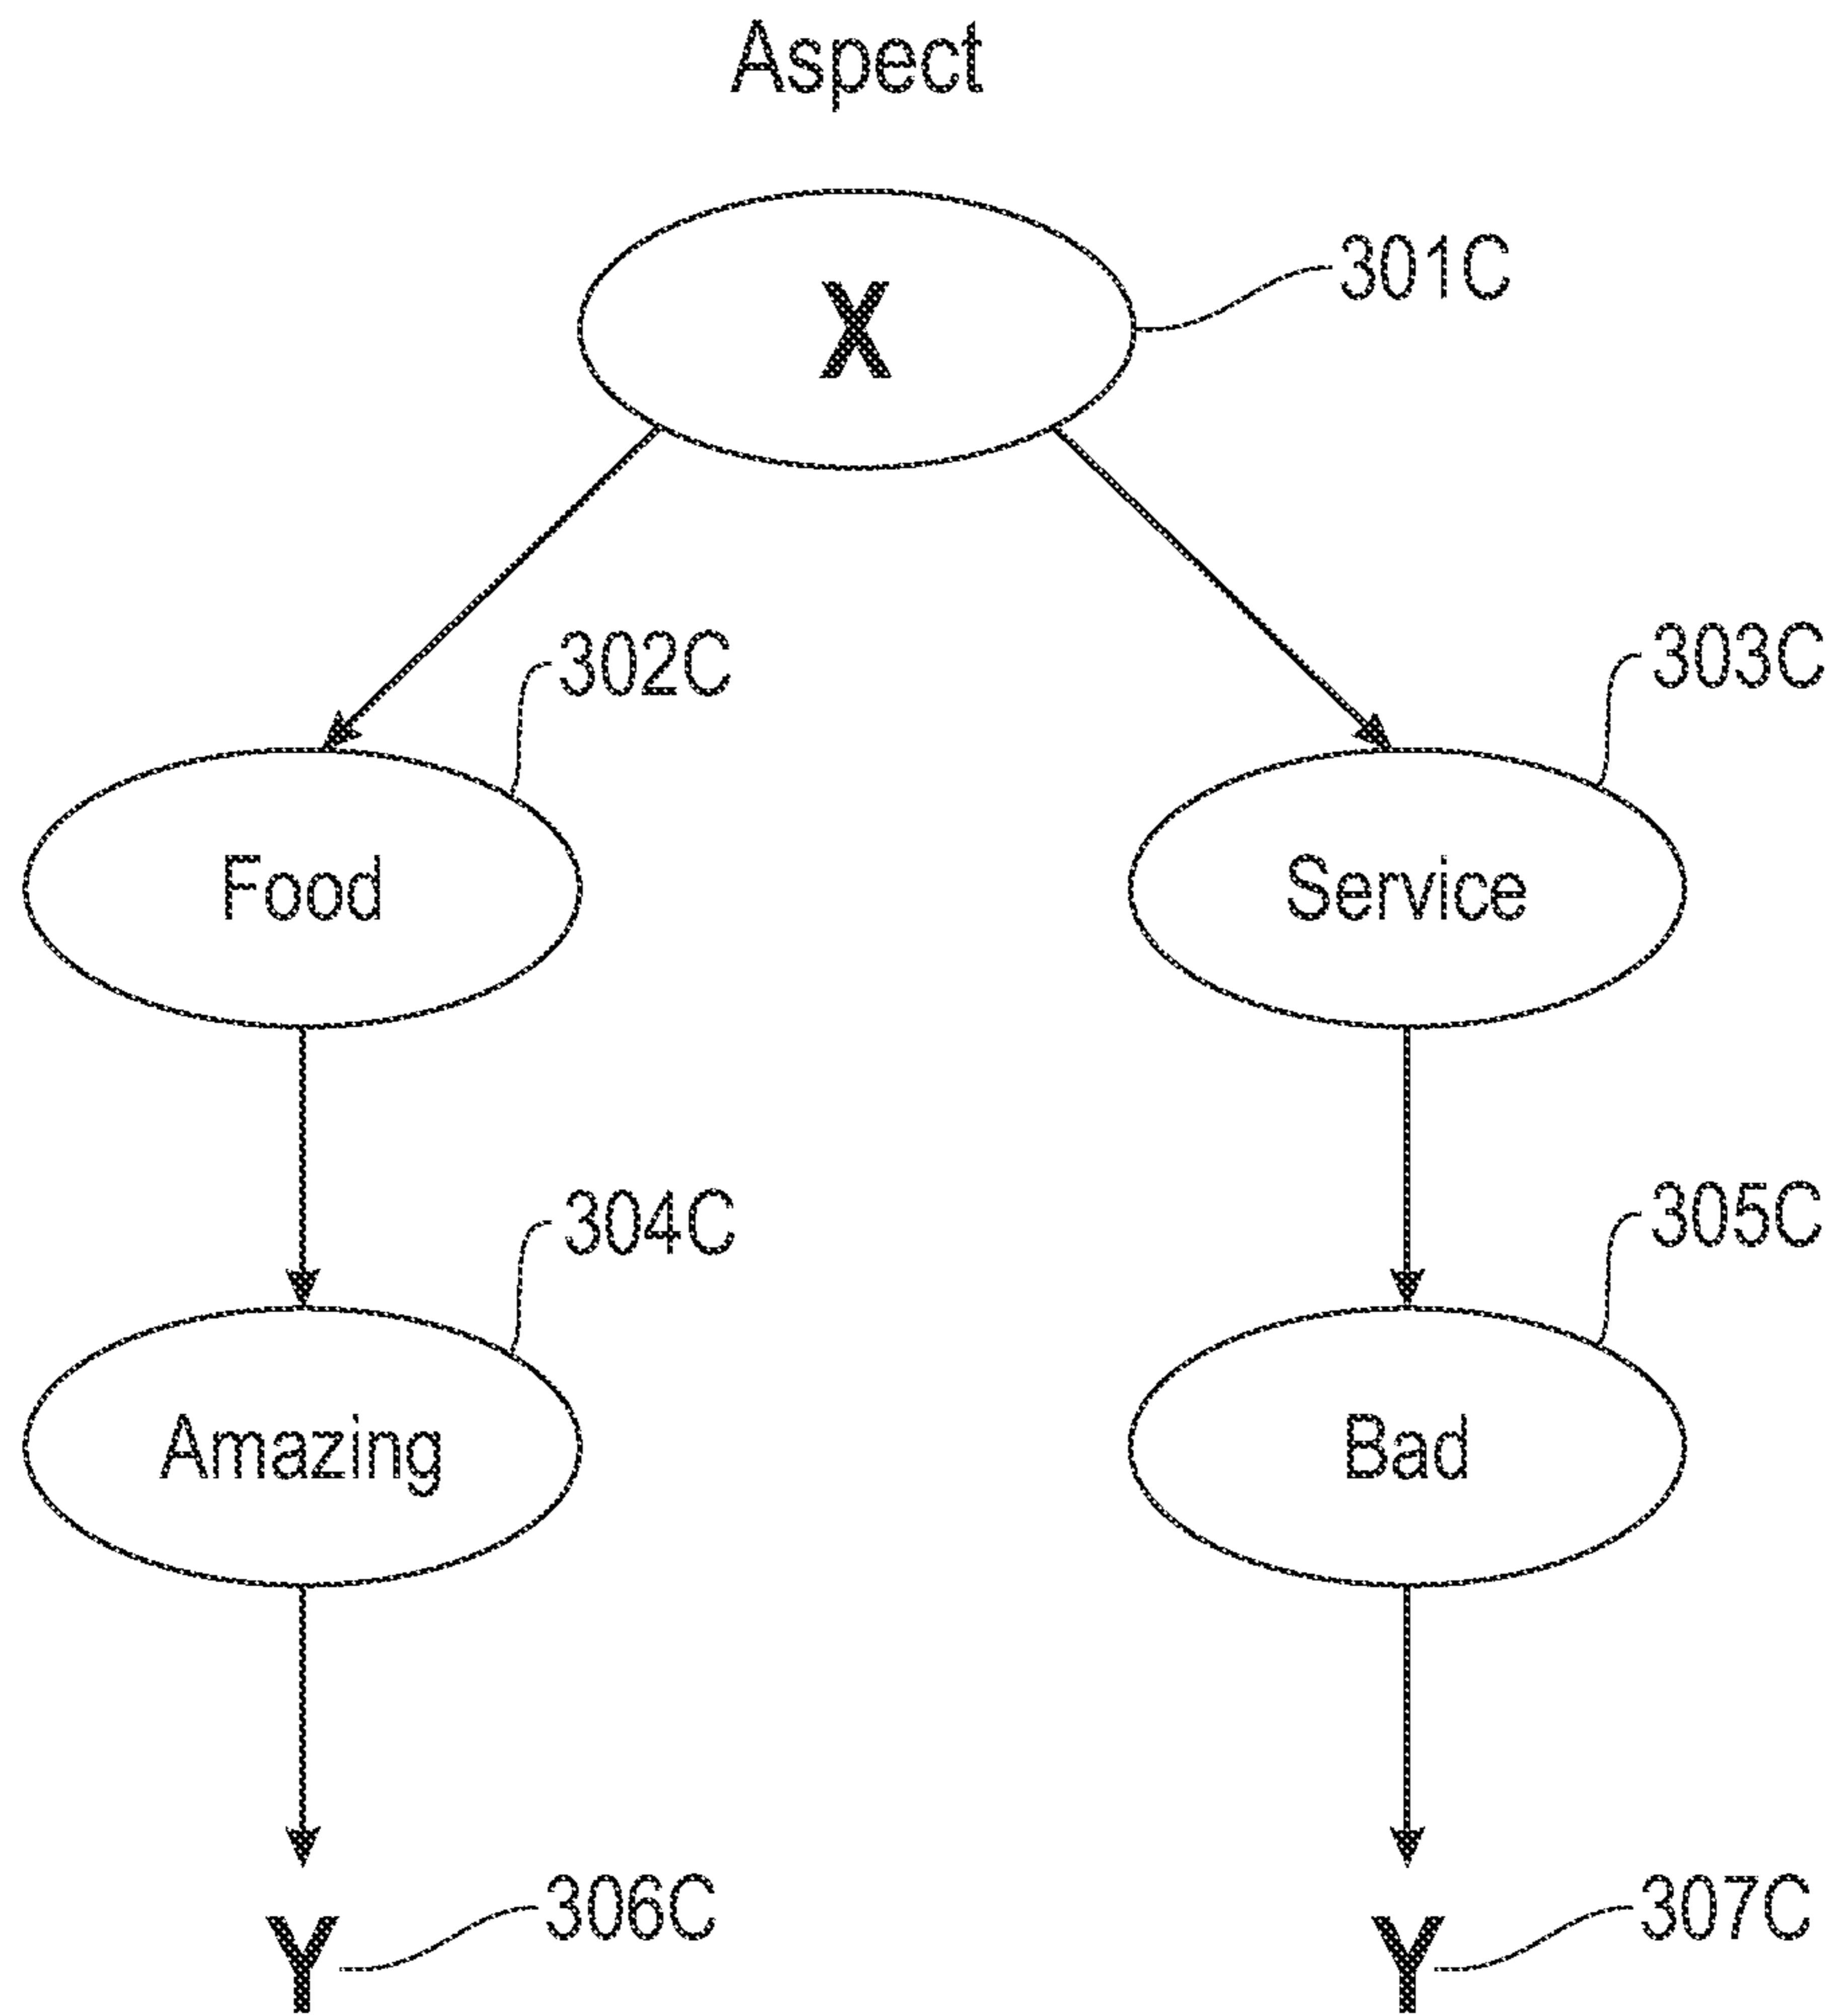 Aspect
X
301C
302C
303C
Food
Service
304C
305C
Amazing
Bad
306C
307C
Y
Y